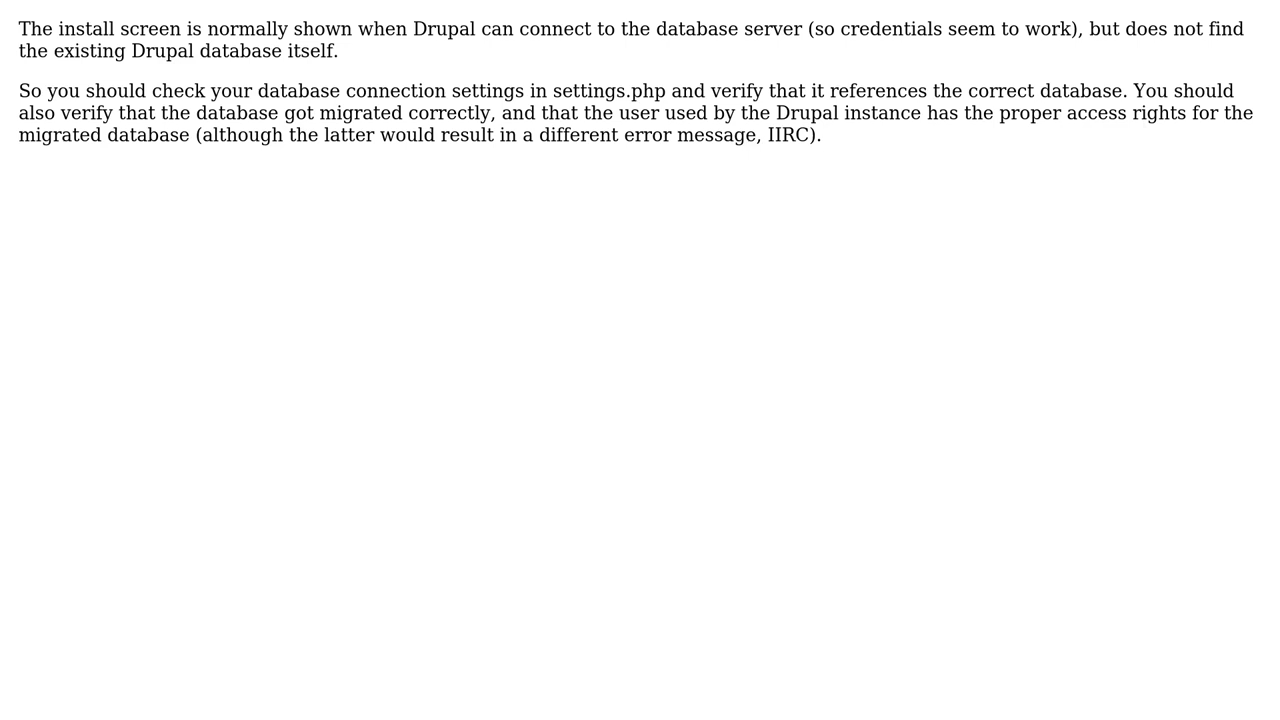 The install screen is normally shown when Drupal can connect to the database server (so credentials seem to work), but does not find
the existing Drupal database itself.
So you should check your database connection settings in settings.php and verify that it references the correct database. You should
also verify that the database got migrated correctly, and that the user used by the Drupal instance has the proper access rights for the
migrated database (although the latter would result in a different error message, IIRC).